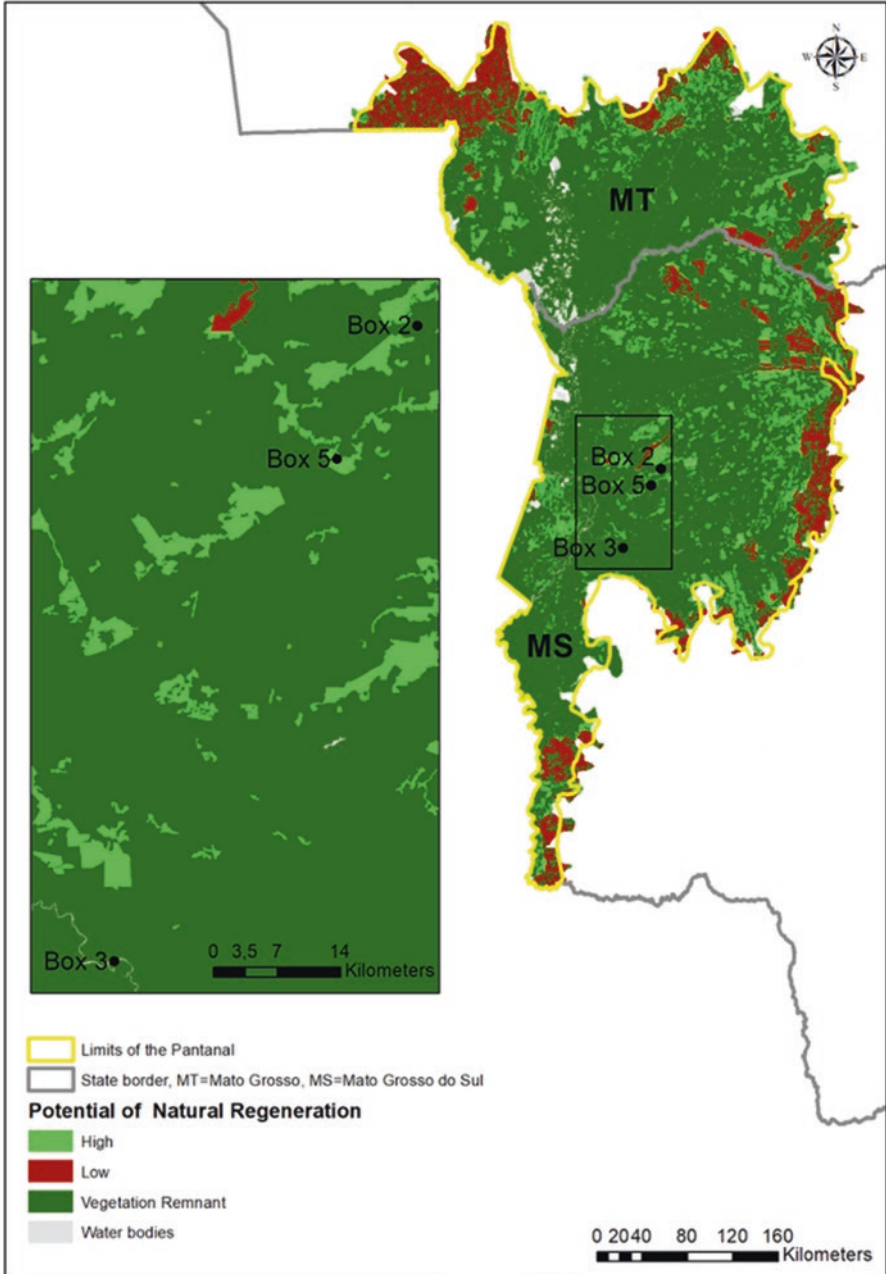 N
W E
S
MT
Box 2
Box 5
Box 3
MS
Box 2
Box 5
Box 3
0 3,5 7 14
Kilometers
Limits of the Pantanal
State border, MT=Mato Grosso, MS=Mato Grosso do Sul
Potential of Natural Regeneration
High
Low
Vegetation Remnant
Water bodies
0 2040 80 120 160
Kilometers